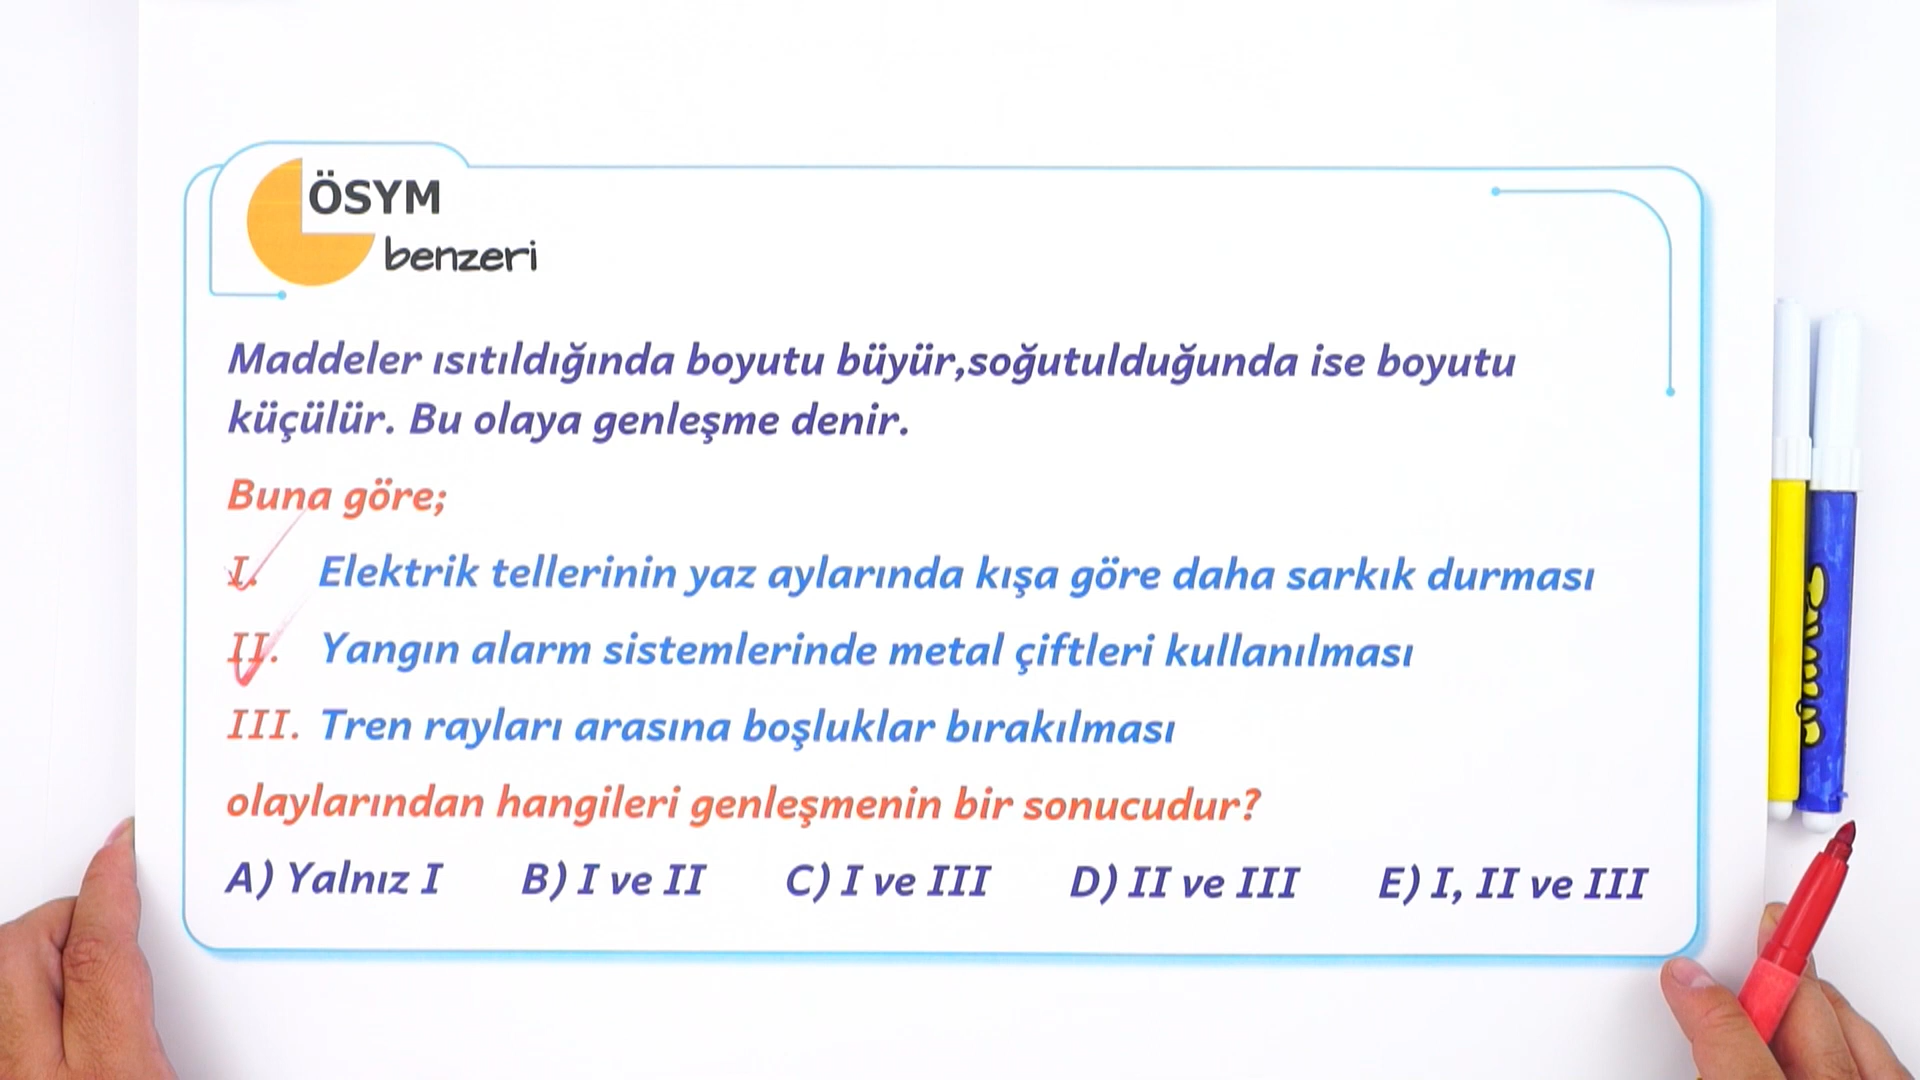 ÖSYM
benzeri
Maddeler ısıtıldığında boyutu büyür,soğutulduğunda ise boyutu
küçülür. Bu olaya genleşme denir.
Buna göre;
I. Elektrik tellerinin yaz aylarında kışa göre daha sarkık durması
II. Yangın alarm sistemlerinde metal çiftleri kullanılması
III. Tren rayları arasına boşluklar bırakılması
olaylarından hangileri genleşmenin bir sonucudur?
A) Yalnız I B) I ve II C) I ve III D) II ve III E) I, II ve III